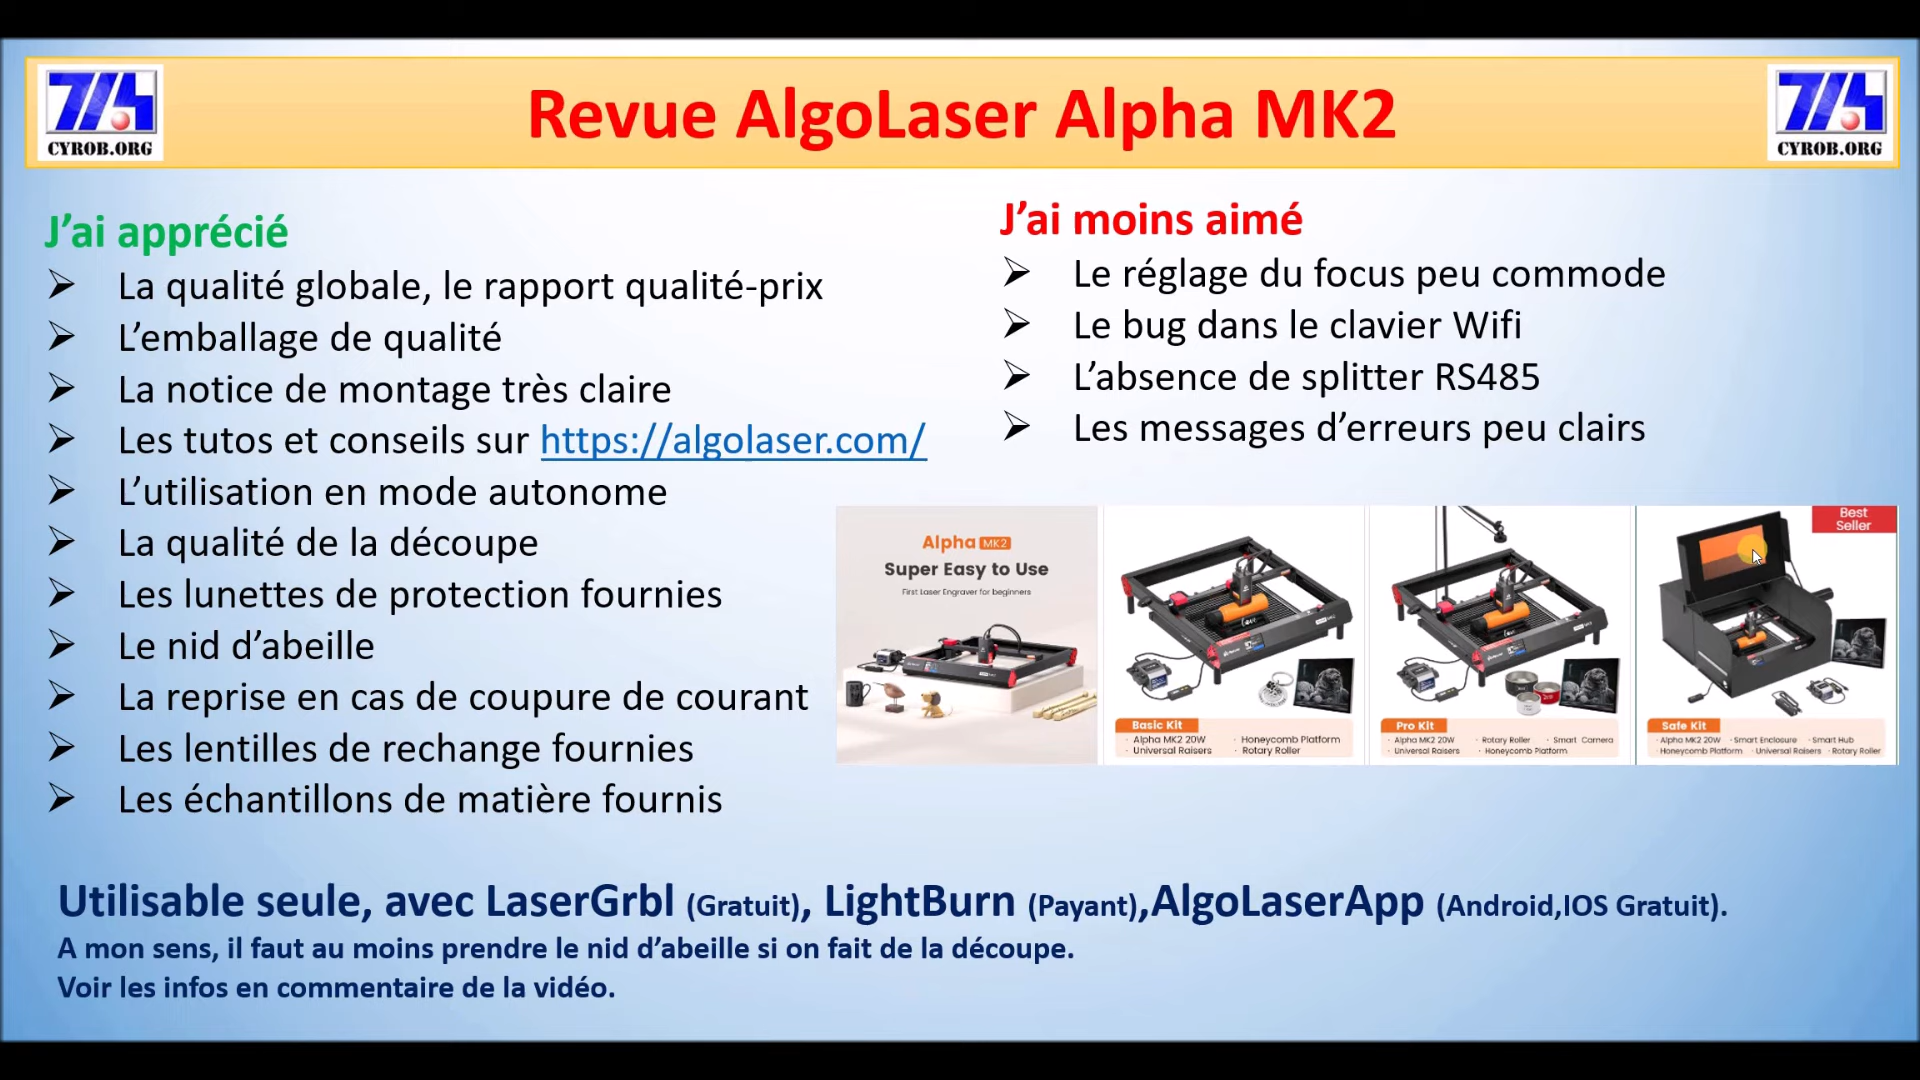 CYROB.ORG
Revue AlgoLaser Alpha MK2
CYROB.ORG
J’ai apprécié
La qualité globale, le rapport qualité-prix
L’emballage de qualité
La notice de montage très claire
Les tutos et conseils sur https://algolaser.com/
L’utilisation en mode autonome
La qualité de la découpe
Les lunettes de protection fournies
Le nid d’abeille
La reprise en cas de coupure de courant
Les lentilles de rechange fournies
Les échantillons de matière fournis
J’ai moins aimé
Le réglage du focus peu commode
Le bug dans le clavier Wifi
L’absence de splitter RS485
Les messages d’erreurs peu clairs
Alpha MK2
Super Easy to Use
First Laser Engraver for beginners
Basic Kit
· Alpha MK2 20W · Honeycomb Platform
· Universal Raisers · Rotary Roller
Pro Kit
· Alpha MK2 20W · Rotary Roller · Smart Camera
· Universal Raisers · Honeycomb Platform
Best
Seller
Safe Kit
· Alpha MK2 20W · Smart Enclosure · Smart Hub
· Honeycomb Platform · Universal Raisers · Rotary Roller
Utilisable seule, avec LaserGrbl (Gratuit), LightBurn (Payant),AlgoLaserApp (Android,IOS Gratuit).
A mon sens, il faut au moins prendre le nid d’abeille si on fait de la découpe.
Voir les infos en commentaire de la vidéo.